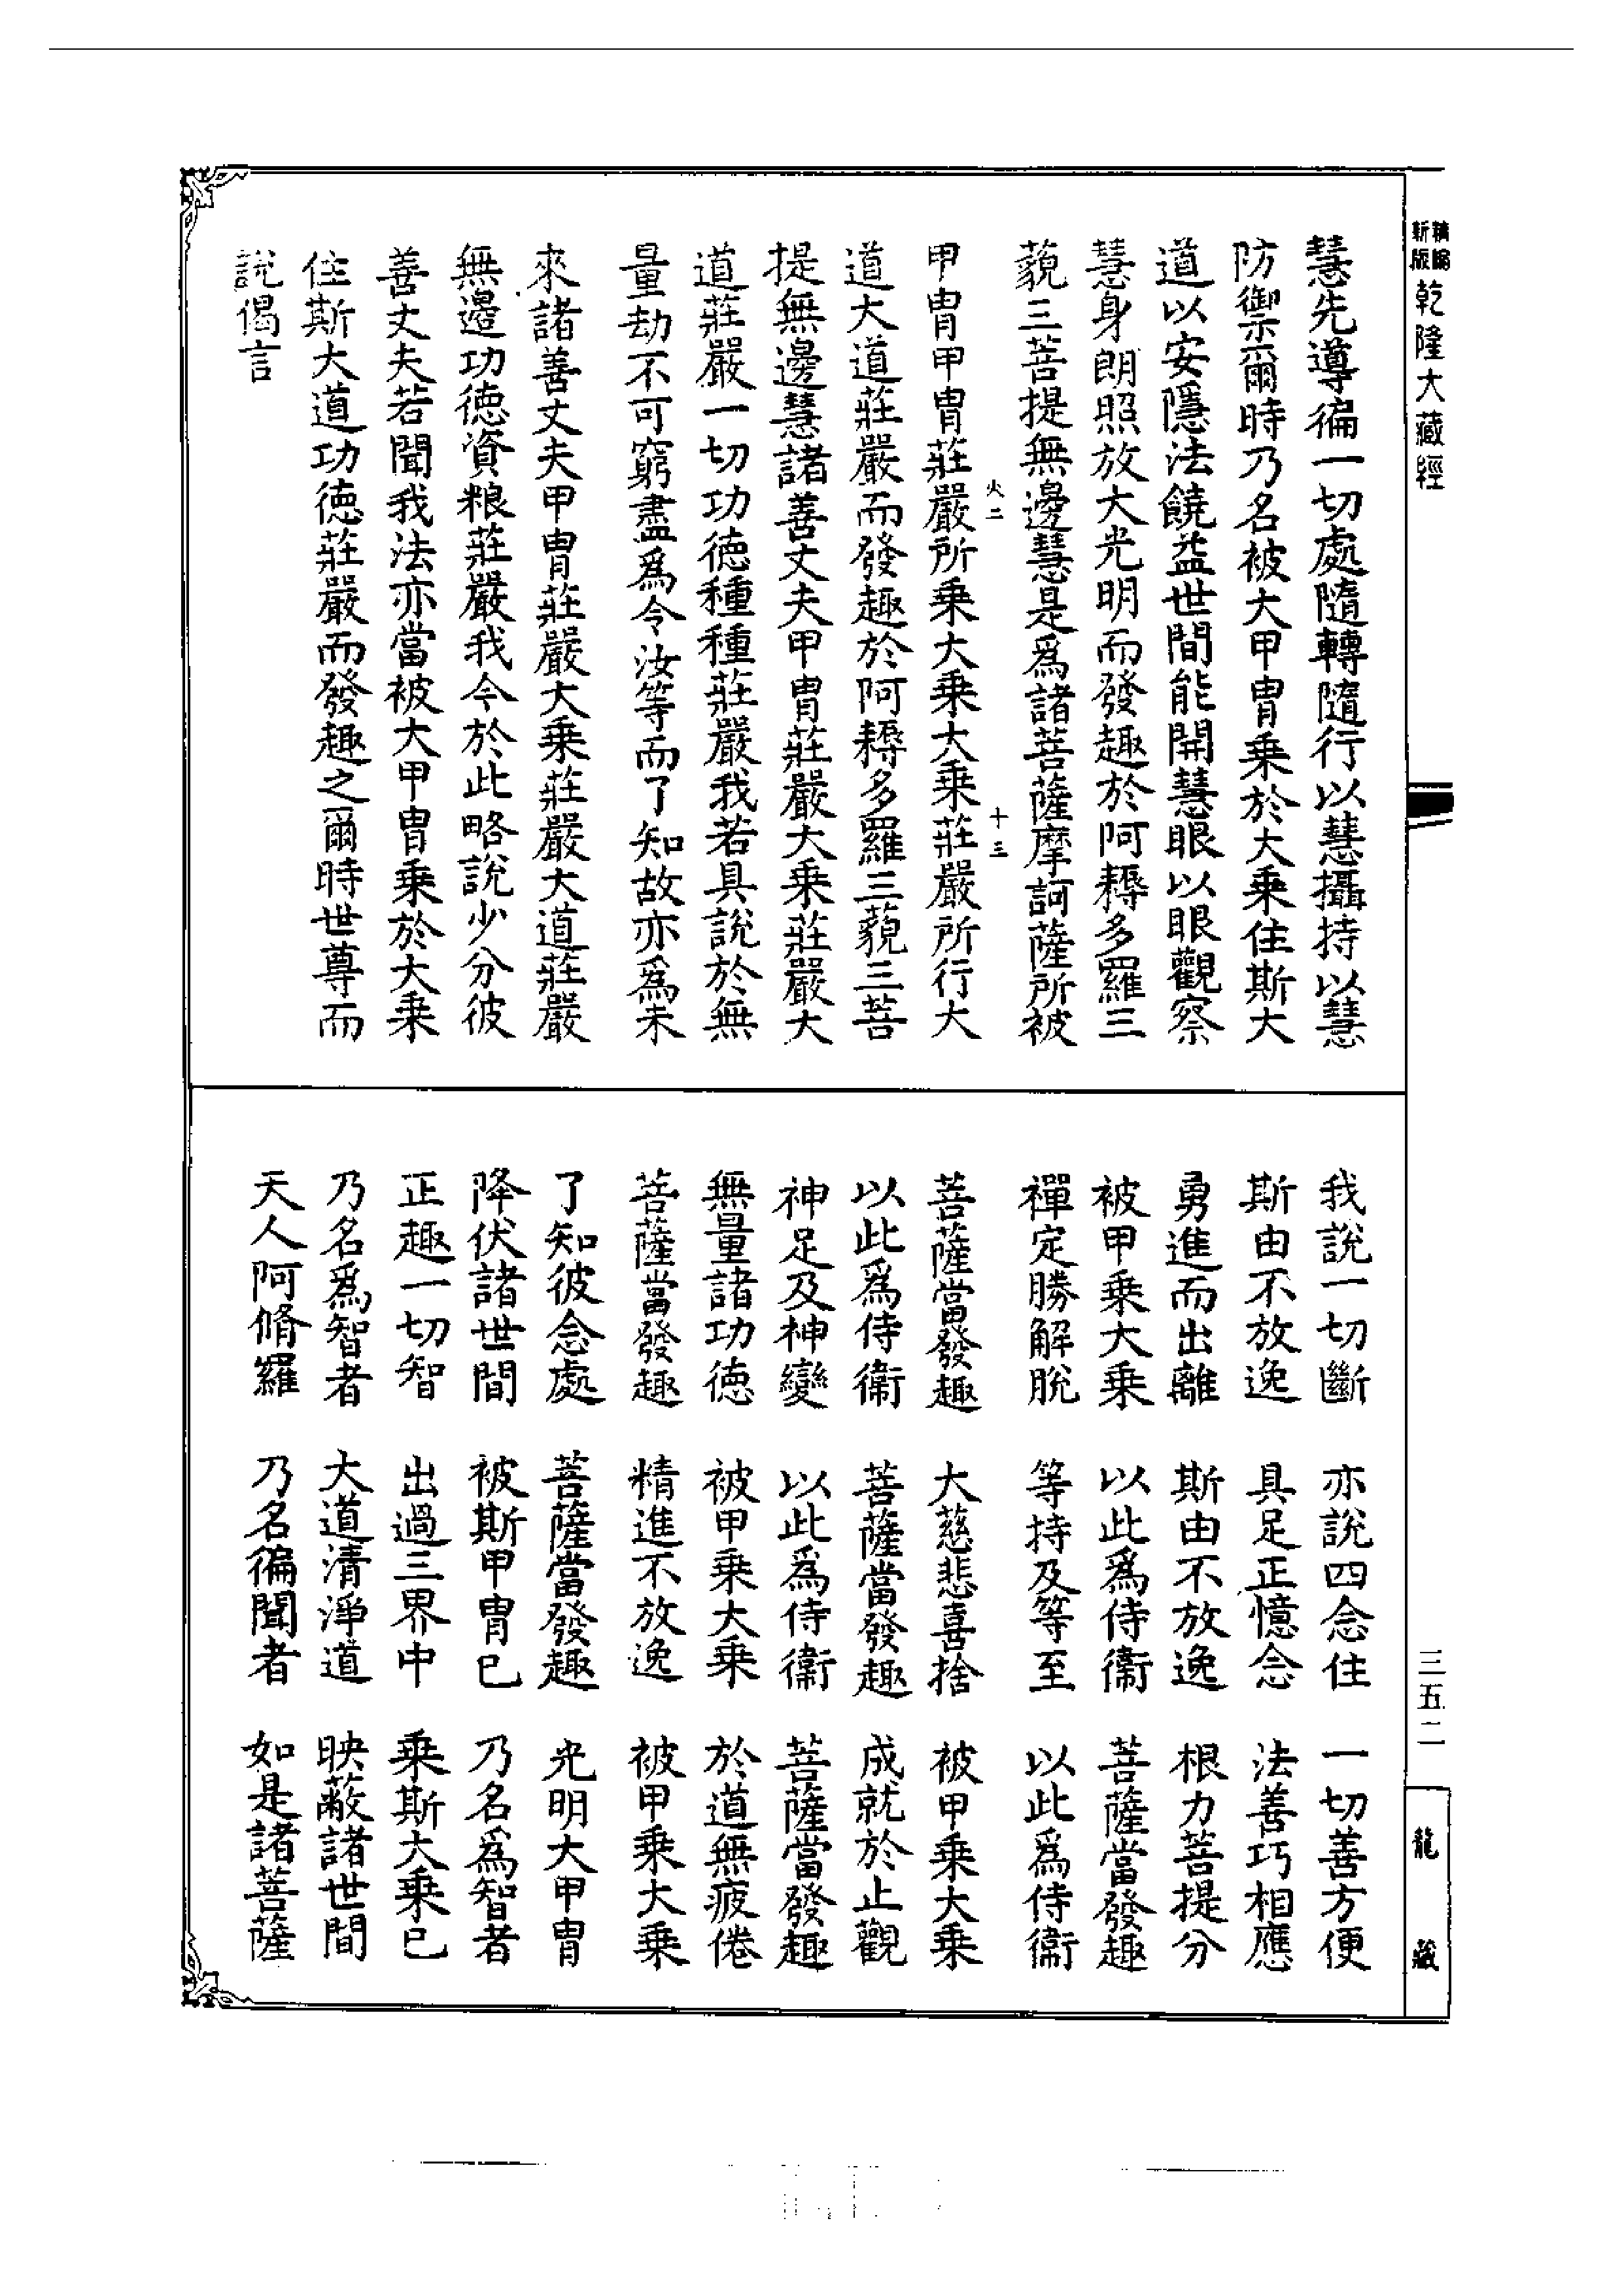 新編
縮版
乾隆大藏經
慧先導徧一切處隨轉隨行以慧攝持以慧
防禦爾時乃名被大甲冑乘於大乘住斯大
道以安隱法饒益世間能開慧眼以眼觀察
慧身朗照放大光明而發趣於阿耨多羅三
藐三菩提無邊慧是爲諸菩薩摩訶薩所被
火二
十三
甲冑甲冑莊嚴所乘大乘大乘莊嚴所行大
道大道莊嚴而發趣於阿耨多羅三藐三菩
提無邊慧諸善丈夫甲冑莊嚴大乘莊嚴大
道莊嚴一切功德種種莊嚴我若具說於無
量劫不可窮盡爲令汝等而了知故亦爲未
來諸善丈夫甲冑莊嚴大乘莊嚴大道莊嚴
無邊功德資粮莊嚴我今於此略說少分彼
善丈夫若聞我法亦當被大甲冑乘於大乘
住斯大道功德莊嚴而發趣之爾時世尊而
說偈言
我說一切斷　亦說四念住　一切善方便
斯由不放逸　具足正憶念　法善巧相應
勇進而出離　斯由不放逸　根力菩提分
被甲乘大乘　以此爲侍衞　菩薩當發趣
禪定勝解脫　等持及等至　以此爲侍衞
菩薩當發趣　大慈悲喜捨　被甲乘大乘
以此爲侍衞　菩薩當發趣　成就於止觀
神足及神變　以此爲侍衞　菩薩當發趣
無量諸功德　被甲乘大乘　於道無疲倦
菩薩當發趣　精進不放逸　被甲乘大乘
了知彼念處　菩薩當發趣　光明大甲冑
降伏諸世間　被斯甲冑已　乃名爲智者
正趣一切智　出過三界中　乘斯大乘已
乃名爲智者　大道清淨道　映蔽諸世間
天人阿脩羅　乃名徧聞者　如是諸菩薩
三五二
龍藏